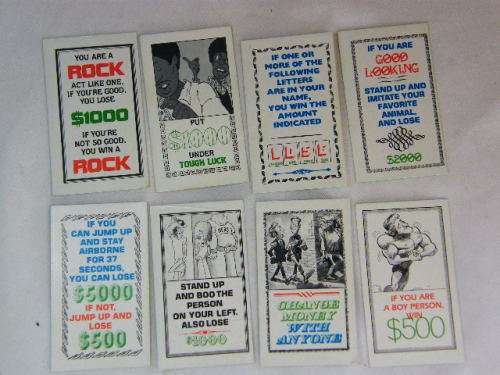 YOU ARE A
ROCK
ACT LIKE ONE.
IF YOU'RE GOOD,
YOU LOSE
$1000
IF YOU'RE
NOT SO GOOD,
YOU WIN A
ROCK
PUT
$1000
UNDER
TOUGH LUCK
IF ONE OR
MORE OF THE
FOLLOWING
LETTERS
ARE IN YOUR
NAME,
YOU WIN THE
AMOUNT
INDICATED
IF YOU ARE
GOOD
LOOKING
STAND UP AND
IMITATE YOUR
FAVORITE
ANIMAL,
AND LOSE
$2000
IF YOU
CAN JUMP UP
AND STAY
AIRBORNE
FOR 37
SECONDS,
YOU CAN LOSE
$5000
IF NOT,
JUMP UP AND
LOSE
$500
STAND UP
AND BOO THE
PERSON
ON YOUR LEFT.
ALSO LOSE
$1000
CHANGE
MONEY
WITH
ANYONE
IF YOU ARE
A BOY PERSON,
WIN
$500